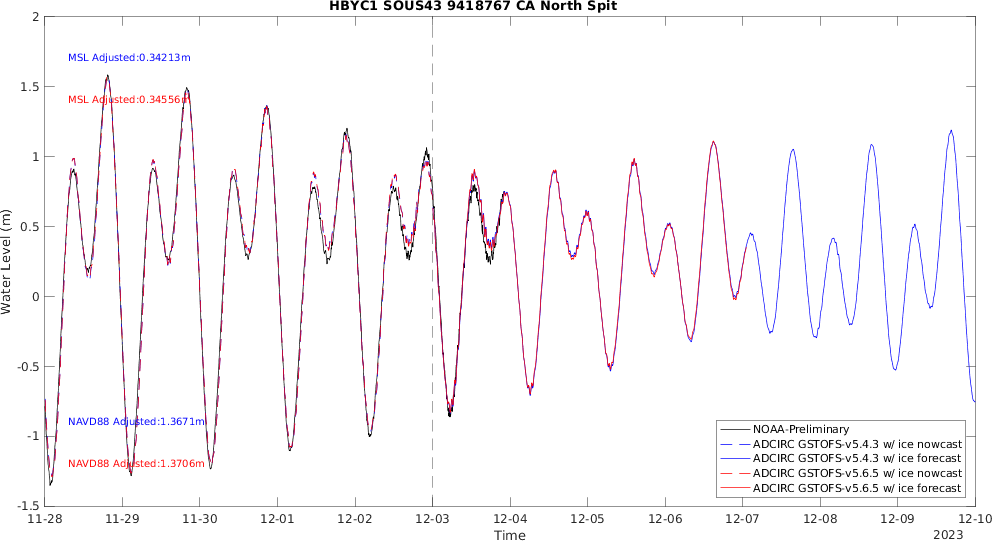 HBYC1 SOUS43 9418767 CA North Spit
2
1.5
1
0.5
0
-0.5
-1
-1.5
Water Level (m)
MSL Adjusted:0.34213m
MSL Adjusted:0.34556m
NAVD88 Adjusted:1.3671m
NAVD88 Adjusted:1.3706m
NOAA-Preliminary
ADCIRC GSTOFS-v5.4.3 w/ ice nowcast
ADCIRC GSTOFS-v5.4.3 w/ ice forecast
ADCIRC GSTOFS-v5.6.5 w/ ice nowcast
ADCIRC GSTOFS-v5.6.5 w/ ice forecast
11-28 11-29 11-30 12-01 12-02 12-03 12-04 12-05 12-06 12-07 12-08 12-09 12-10
Time
2023